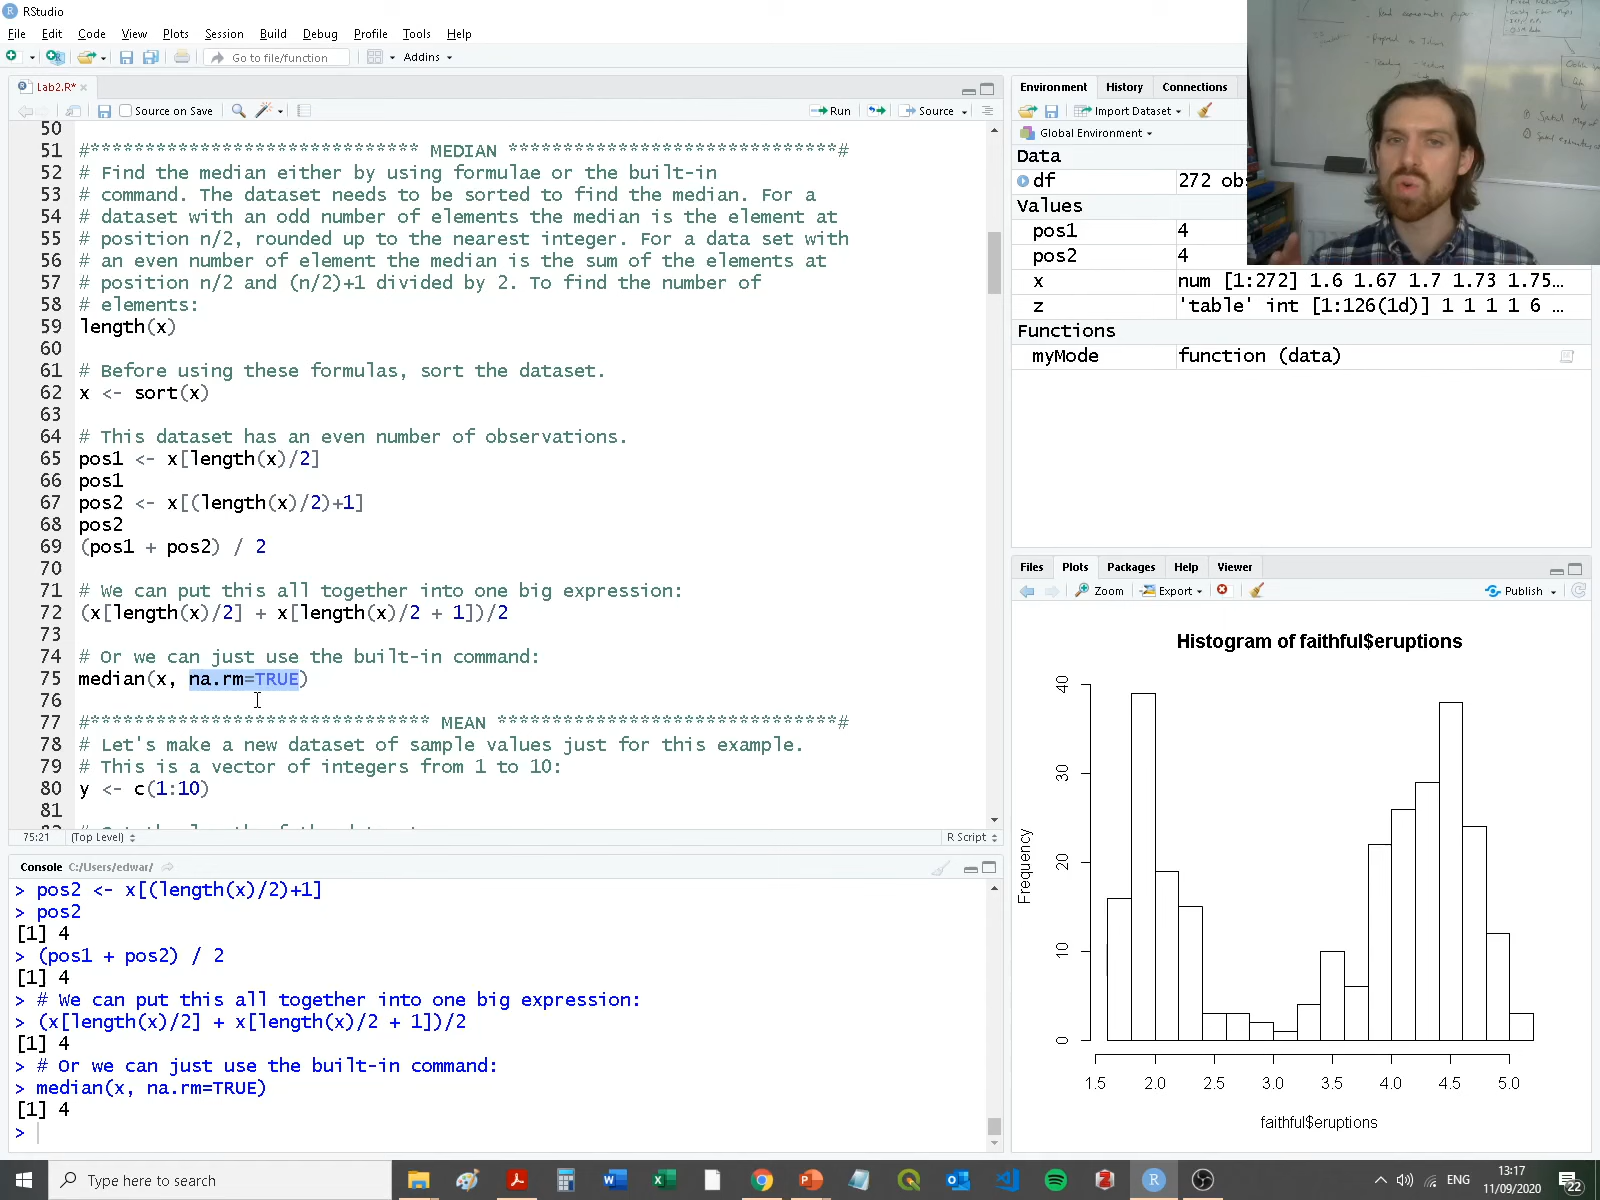 RStudio
File Edit Code View Plots Session Build Debug Profile Tools Help
Go to file/function Addins
Lab2.R*
Source on Save Run Source
50
51 #****************************** MEDIAN ******************************#
52 # Find the median either by using formulae or the built-in
53 # command. The dataset needs to be sorted to find the median. For a
54 # dataset with an odd number of elements the median is the element at
55 # position n/2, rounded up to the nearest integer. For a data set with
56 # an even number of element the median is the sum of the elements at
57 # position n/2 and (n/2)+1 divided by 2. To find the number of
58 # elements:
59 length(x)
60
61 # Before using these formulas, sort the dataset.
62 x <- sort(x)
63
64 # This dataset has an even number of observations.
65 pos1 <- x[length(x)/2]
66 pos1
67 pos2 <- x[(length(x)/2)+1]
68 pos2
69 (pos1 + pos2) / 2
70
71 # We can put this all together into one big expression:
72 (x[length(x)/2] + x[length(x)/2 + 1])/2
73
74 # Or we can just use the built-in command:
75 median(x, na.rm=TRUE)
76
77 #******************************* MEAN *******************************#
78 # Let's make a new dataset of sample values just for this example.
79 # This is a vector of integers from 1 to 10:
80 y <- c(1:10)
81
75:21 (Top Level) R Script
Console C:/Users/edwar/
> pos2 <- x[(length(x)/2)+1]
> pos2
[1] 4
> (pos1 + pos2) / 2
[1] 4
> # We can put this all together into one big expression:
> (x[length(x)/2] + x[length(x)/2 + 1])/2
[1] 4
> # Or we can just use the built-in command:
> median(x, na.rm=TRUE)
[1] 4
>
Environment History Connections
Import Dataset
Global Environment
Data
df 272 obs
Values
pos1 4
pos2 4
x num [1:272] 1.6 1.67 1.7 1.73 1.75...
z 'table' int [1:126(1d)] 1 1 1 1 6 ...
Functions
myMode function (data)
Files Plots Packages Help Viewer
Zoom Export Publish
Histogram of faithful$eruptions
Frequency
40
30
20
10
0
1.5 2.0 2.5 3.0 3.5 4.0 4.5 5.0
faithful$eruptions
Type here to search
ENG
13:17
11/09/2020
22